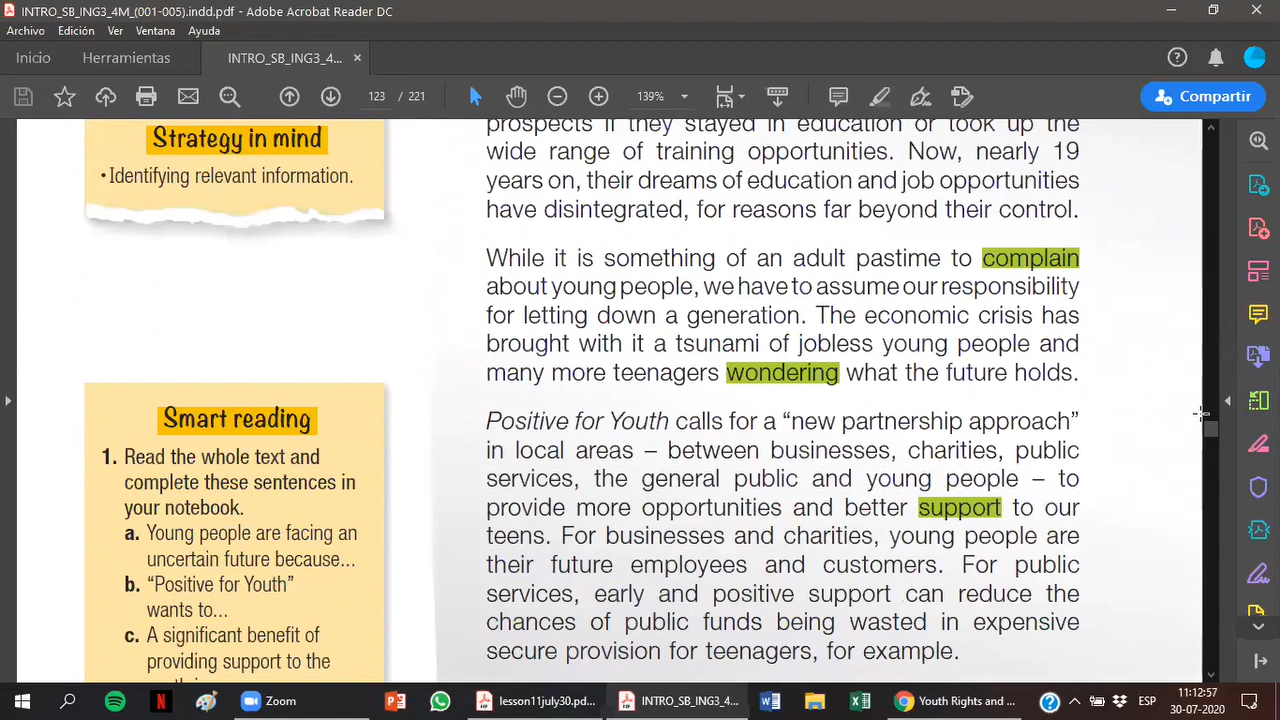 INTRO_SB_ING3_4M_(001-005).indd.pdf - Adobe Acrobat Reader DC
Archivo Edición Ver Ventana Ayuda
Inicio Herramientas INTRO_SB_ING3_4... ×
123 / 221 139% Compartir
Strategy in mind
•Identifying relevant information.
Smart reading
1. Read the whole text and
complete these sentences in
your notebook.
a. Young people are facing an
uncertain future because...
b. “Positive for Youth”
wants to...
c. A significant benefit of
providing support to the
prospects if they stayed in education or took up the
wide range of training opportunities. Now, nearly 19
years on, their dreams of education and job opportunities
have disintegrated, for reasons far beyond their control.
While it is something of an adult pastime to complain
about young people, we have to assume our responsibility
for letting down a generation. The economic crisis has
brought with it a tsunami of jobless young people and
many more teenagers wondering what the future holds.
Positive for Youth calls for a “new partnership approach”
in local areas – between businesses, charities, public
services, the general public and young people – to
provide more opportunities and better support to our
teens. For businesses and charities, young people are
their future employees and customers. For public
services, early and positive support can reduce the
chances of public funds being wasted in expensive
secure provision for teenagers, for example.
Zoom lesson11july30.pd... INTRO_SB_ING3_4... Youth Rights and ... ESP 11:12:57
30-07-2020